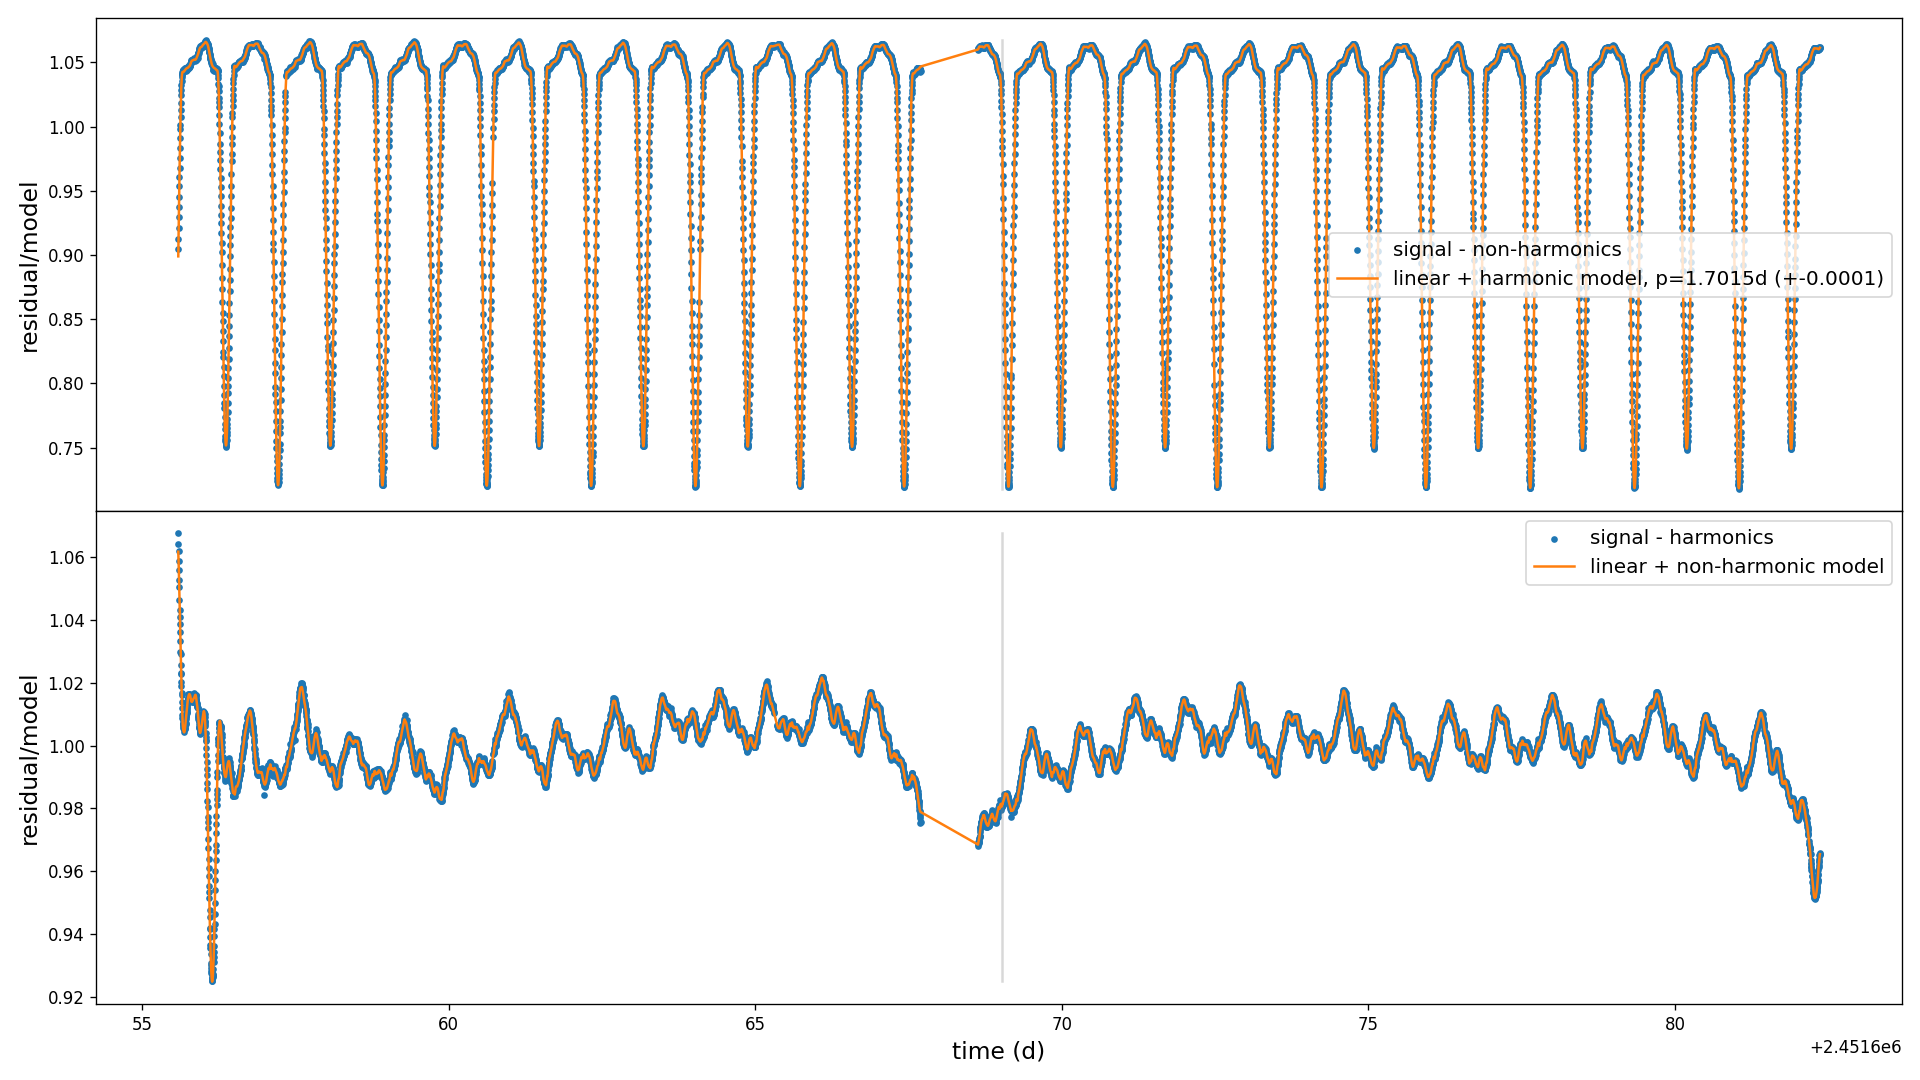 1.05
1.00
0.95
0.90
0.85
0.80
0.75
residual/model
signal - non-harmonics
linear + harmonic model, p=1.7015d (+-0.0001)
1.06
1.04
1.02
1.00
0.98
0.96
0.94
0.92
residual/model
signal - harmonics
linear + non-harmonic model
55 60 65 70 75 80
time (d)
+2.4516e6